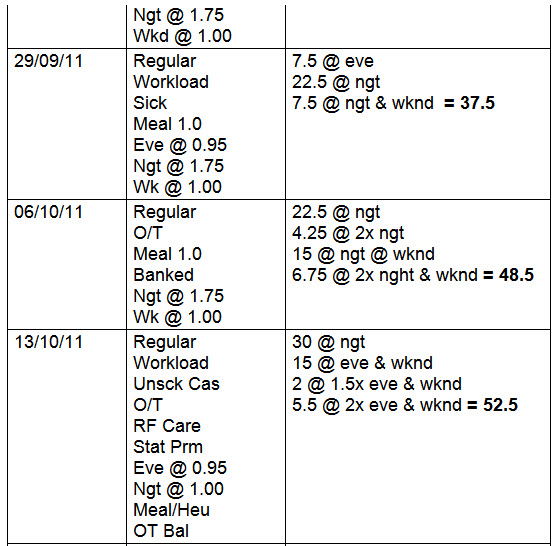 Ngt @ 1.75
Wkd @ 1.00
29/09/11
Regular
Workload
Sick
Meal 1.0
Eve @ 0.95
Ngt @ 1.75
Wk @ 1.00
7.5 @ eve
22.5 @ ngt
7.5 @ ngt & wknd = 37.5
06/10/11
Regular
O/T
Meal 1.0
Banked
Ngt @ 1.75
Wk @ 1.00
22.5 @ ngt
4.25 @ 2x ngt
15 @ ngt @ wknd
6.75 @ 2x nght & wknd = 48.5
13/10/11
Regular
Workload
Unsck Cas
O/T
RF Care
Stat Prm
Eve @ 0.95
Ngt @ 1.00
Meal/Heu
OT Bal
30 @ ngt
15 @ eve & wknd
2 @ 1.5x eve & wknd
5.5 @ 2x eve & wknd = 52.5